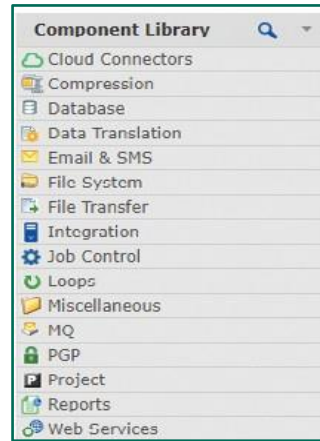 Component Library
Cloud Connectors
Compression
Database
Data Translation
Email & SMS
File System
File Transfer
Integration
Job Control
Loops
Miscellaneous
MQ
PGP
Project
Reports
Web Services